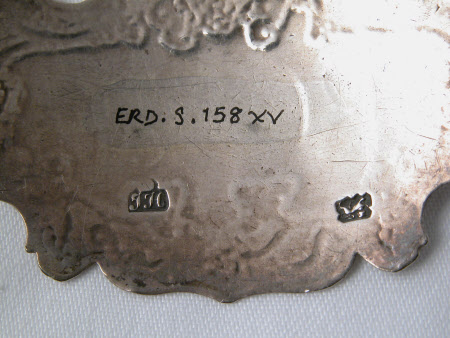 ERD. S. 158 XV